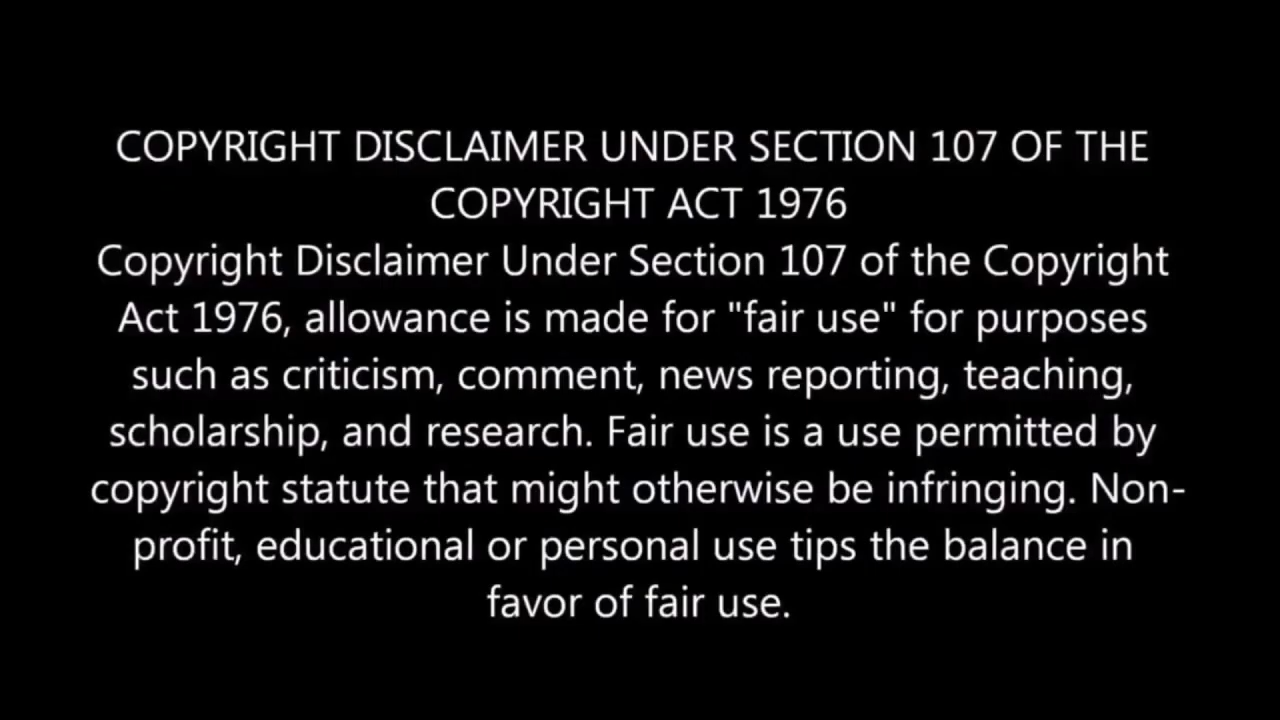 COPYRIGHT DISCLAIMER UNDER SECTION 107 OF THE
COPYRIGHT ACT 1976
Copyright Disclaimer Under Section 107 of the Copyright
Act 1976, allowance is made for "fair use" for purposes
such as criticism, comment, news reporting, teaching,
scholarship, and research. Fair use is a use permitted by
copyright statute that might otherwise be infringing. Non-
profit, educational or personal use tips the balance in
favor of fair use.